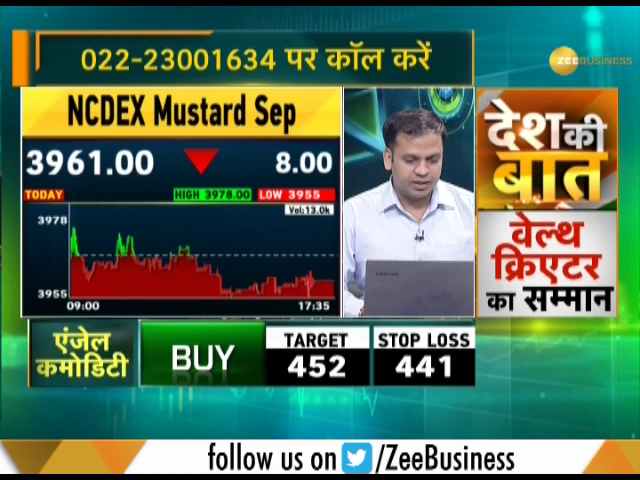 022-23001634 पर कॉल करें
ZEEBUSINESS
NCDEX Mustard Sep
3961.00 8.00
TODAY HIGH 3978.00 LOW 3955
Vol:13.0k
3978
3955
09:00 17:35
देश की
बात
वेल्थ
क्रिएटर
का सम्मान
एंजेल
कमोडिटी
BUY
TARGET
452
STOP LOSS
441
follow us on /ZeeBusiness